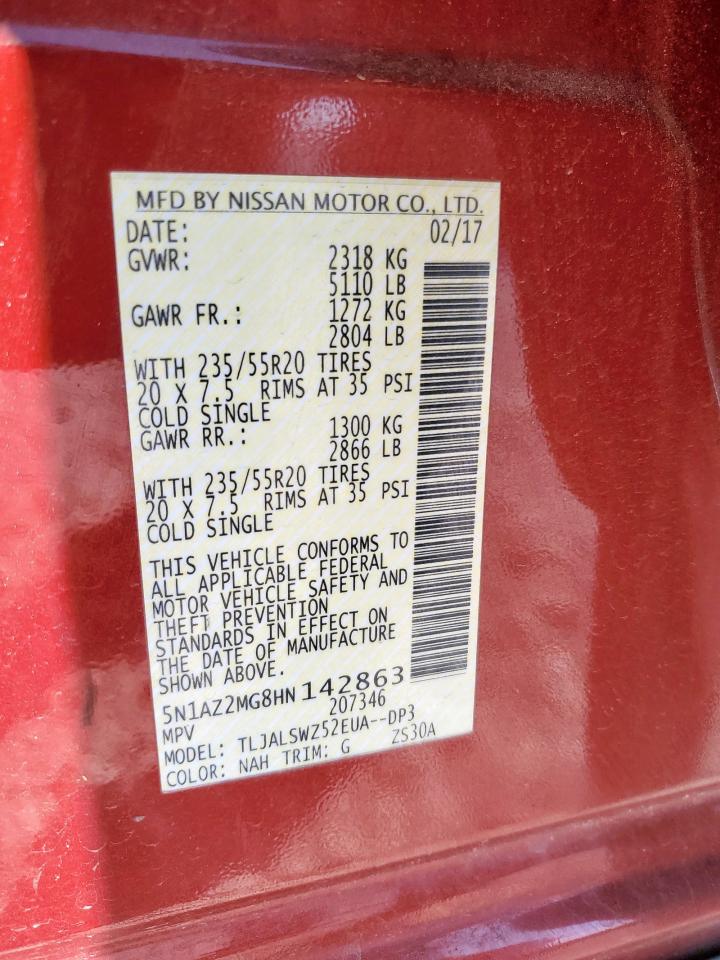 MFD BY NISSAN MOTOR CO., LTD.
DATE: 02/17
GVWR: 2318 KG
5110 LB
GAWR FR.: 1272 KG
2804 LB
WITH 235/55R20 TIRES
20 X 7.5 RIMS AT 35 PSI
COLD SINGLE
GAWR RR.: 1300 KG
2866 LB
WITH 235/55R20 TIRES
20 X 7.5 RIMS AT 35 PSI
COLD SINGLE
THIS VEHICLE CONFORMS TO
ALL APPLICABLE FEDERAL
MOTOR VEHICLE SAFETY AND
THEFT PREVENTION
STANDARDS IN EFFECT ON
THE DATE OF MANUFACTURE
SHOWN ABOVE.
5N1AZ2MG8HN142863
MPV 207346
MODEL: TLJALSWZ52EUA--DP3
COLOR: NAH TRIM: G ZS30A